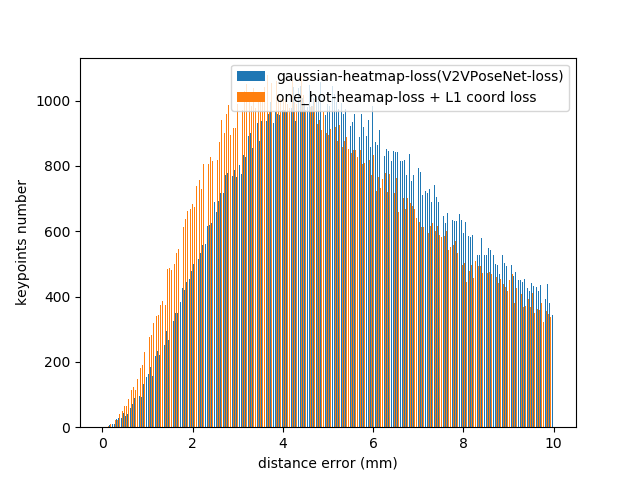 gaussian-heatmap-loss(V2VPoseNet-loss)
one_hot-heamap-loss + L1 coord loss
1000
800
600
400
200
0
keypoints number
0 2 4 6 8 10
distance error (mm)